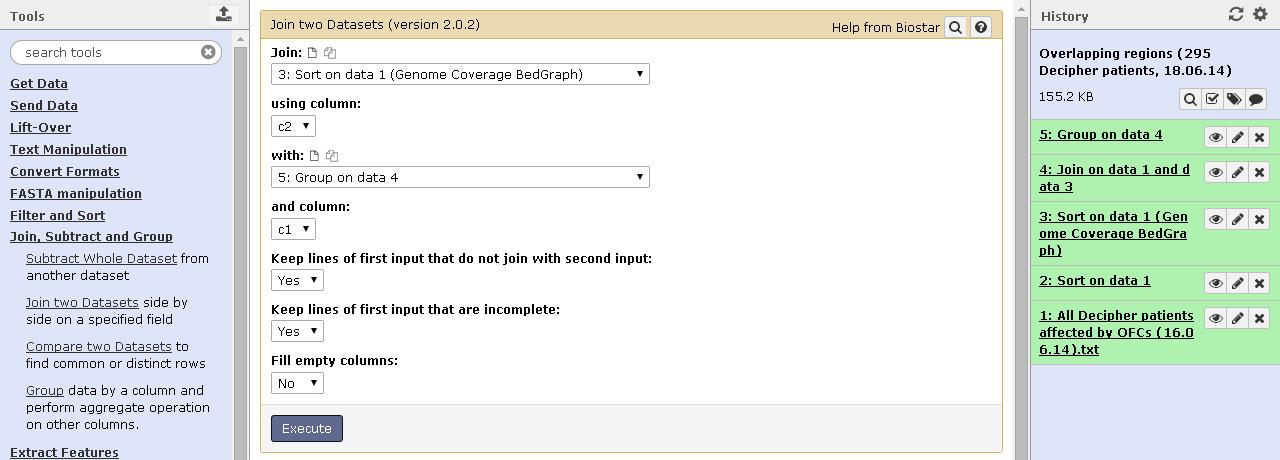 Tools
search tools
Get Data
Send Data
Lift-Over
Text Manipulation
Convert Formats
FASTA manipulation
Filter and Sort
Join, Subtract and Group
Subtract Whole Dataset from
another dataset
Join two Datasets side by
side on a specified field
Compare two Datasets to
find common or distinct rows
Group data by a column and
perform aggregate operation
on other columns.
Extract Features
Join two Datasets (version 2.0.2)
Help from Biostar
Join:
3: Sort on data 1 (Genome Coverage BedGraph)
using column:
c2
with:
5: Group on data 4
and column:
c1
Keep lines of first input that do not join with second input:
Yes
Keep lines of first input that are incomplete:
Yes
Fill empty columns:
No
Execute
History
Overlapping regions (295
Decipher patients, 18.06.14)
155.2 KB
5: Group on data 4
4: Join on data 1 and d
ata 3
3: Sort on data 1 (Gen
ome Coverage BedGra
ph)
2: Sort on data 1
1: All Decipher patients
affected by OFCs (16.0
6.14).txt